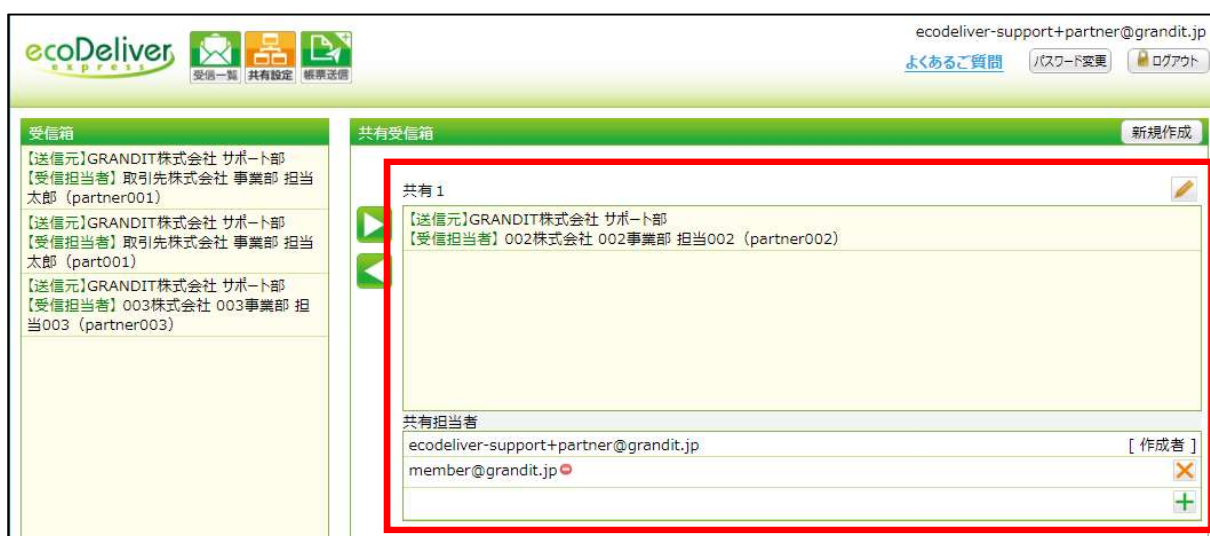 ecodeliver-support+partner@grandit.jp
ecoDeliver
express
受信一覧
共有設定
帳票送信
よくあるご質問
パスワード変更
ログアウト
受信箱
【送信元】GRANDIT株式会社 サポート部
【受信担当者】取引先株式会社 事業部 担当
太郎（partner001）
【送信元】GRANDIT株式会社 サポート部
【受信担当者】取引先株式会社 事業部 担当
太郎（part001）
【送信元】GRANDIT株式会社 サポート部
【受信担当者】003株式会社 003事業部 担
当003（partner003）
共有受信箱
新規作成
共有1
【送信元】GRANDIT株式会社 サポート部
【受信担当者】002株式会社 002事業部 担当002（partner002）
共有担当者
ecodeliver-support+partner@grandit.jp
[ 作成者 ]
member@grandit.jp